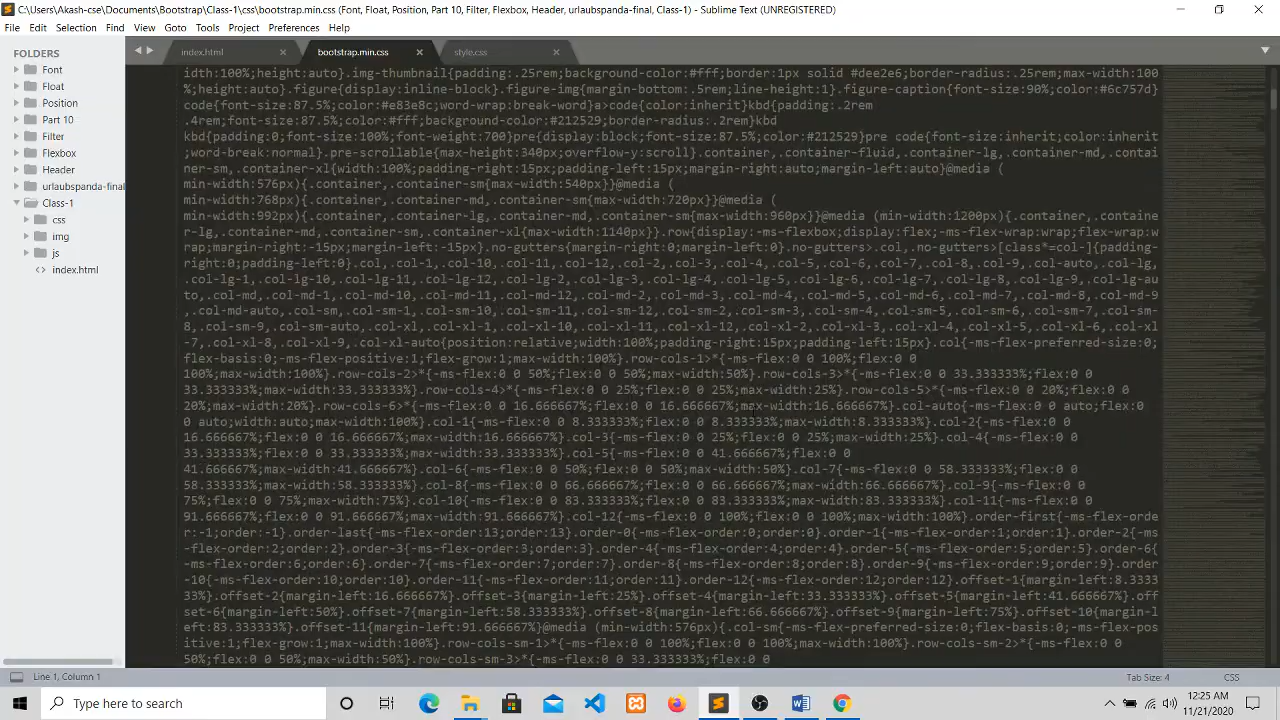 C:\Users\Akash-cse\Documents\Bootstrap\Class-1\css\bootstrap.min.css (Font, Float, Position, Part 10, Filter, Flexbox, Header, urlaubspanda-final, Class-1) - Sublime Text (UNREGISTERED)
File Edit Selection Find View Goto Tools Project Preferences Help
FOLDERS
Font
Float
Position
Part 10
Filter
Flexbox
Header
urlaubspanda-final
Class-1
css
img
js
index.html
index.html bootstrap.min.css style.css
idth:100%;height:auto}.img-thumbnail{padding:.25rem;background-color:#fff;border:1px solid #dee2e6;border-radius:.25rem;max-width:100
%;height:auto}.figure{display:inline-block}.figure-img{margin-bottom:.5rem;line-height:1}.figure-caption{font-size:90%;color:#6c757d}
code{font-size:87.5%;color:#e83e8c;word-wrap:break-word}a>code{color:inherit}kbd{padding:.2rem
.4rem;font-size:87.5%;color:#fff;background-color:#212529;border-radius:.2rem}kbd
kbd{padding:0;font-size:100%;font-weight:700}pre{display:block;font-size:87.5%;color:#212529}pre code{font-size:inherit;color:inherit
;word-break:normal}.pre-scrollable{max-height:340px;overflow-y:scroll}.container,.container-fluid,.container-lg,.container-md,.contai
ner-sm,.container-xl{width:100%;padding-right:15px;padding-left:15px;margin-right:auto;margin-left:auto}@media (
min-width:576px){.container,.container-sm{max-width:540px}}@media (
min-width:768px){.container,.container-md,.container-sm{max-width:720px}}@media (
min-width:992px){.container,.container-lg,.container-md,.container-sm{max-width:960px}}@media (min-width:1200px){.container,.containe
r-lg,.container-md,.container-sm,.container-xl{max-width:1140px}}.row{display:-ms-flexbox;display:flex;-ms-flex-wrap:wrap;flex-wrap:w
rap;margin-right:-15px;margin-left:-15px}.no-gutters{margin-right:0;margin-left:0}.no-gutters>.col,.no-gutters>[class*=col-]{padding-
right:0;padding-left:0}.col,.col-1,.col-10,.col-11,.col-12,.col-2,.col-3,.col-4,.col-5,.col-6,.col-7,.col-8,.col-9,.col-auto,.col-lg,
.col-lg-1,.col-lg-10,.col-lg-11,.col-lg-12,.col-lg-2,.col-lg-3,.col-lg-4,.col-lg-5,.col-lg-6,.col-lg-7,.col-lg-8,.col-lg-9,.col-lg-au
to,.col-md,.col-md-1,.col-md-10,.col-md-11,.col-md-12,.col-md-2,.col-md-3,.col-md-4,.col-md-5,.col-md-6,.col-md-7,.col-md-8,.col-md-9
,.col-md-auto,.col-sm,.col-sm-1,.col-sm-10,.col-sm-11,.col-sm-12,.col-sm-2,.col-sm-3,.col-sm-4,.col-sm-5,.col-sm-6,.col-sm-7,.col-sm-
8,.col-sm-9,.col-sm-auto,.col-xl,.col-xl-1,.col-xl-10,.col-xl-11,.col-xl-12,.col-xl-2,.col-xl-3,.col-xl-4,.col-xl-5,.col-xl-6,.col-xl
-7,.col-xl-8,.col-xl-9,.col-xl-auto{position:relative;width:100%;padding-right:15px;padding-left:15px}.col{-ms-flex-preferred-size:0;
flex-basis:0;-ms-flex-positive:1;flex-grow:1;max-width:100%}.row-cols-1>*{-ms-flex:0 0 100%;flex:0 0
100%;max-width:100%}.row-cols-2>*{-ms-flex:0 0 50%;flex:0 0 50%;max-width:50%}.row-cols-3>*{-ms-flex:0 0 33.333333%;flex:0 0
33.333333%;max-width:33.333333%}.row-cols-4>*{-ms-flex:0 0 25%;flex:0 0 25%;max-width:25%}.row-cols-5>*{-ms-flex:0 0 20%;flex:0 0
20%;max-width:20%}.row-cols-6>*{-ms-flex:0 0 16.666667%;flex:0 0 16.666667%;max-width:16.666667%}.col-auto{-ms-flex:0 0 auto;flex:0
0 auto;width:auto;max-width:100%}.col-1{-ms-flex:0 0 8.333333%;flex:0 0 8.333333%;max-width:8.333333%}.col-2{-ms-flex:0 0
16.666667%;flex:0 0 16.666667%;max-width:16.666667%}.col-3{-ms-flex:0 0 25%;flex:0 0 25%;max-width:25%}.col-4{-ms-flex:0 0
33.333333%;flex:0 0 33.333333%;max-width:33.333333%}.col-5{-ms-flex:0 0 41.666667%;flex:0 0
41.666667%;max-width:41.666667%}.col-6{-ms-flex:0 0 50%;flex:0 0 50%;max-width:50%}.col-7{-ms-flex:0 0 58.333333%;flex:0 0
58.333333%;max-width:58.333333%}.col-8{-ms-flex:0 0 66.666667%;flex:0 0 66.666667%;max-width:66.666667%}.col-9{-ms-flex:0 0
75%;flex:0 0 75%;max-width:75%}.col-10{-ms-flex:0 0 83.333333%;flex:0 0 83.333333%;max-width:83.333333%}.col-11{-ms-flex:0 0
91.666667%;flex:0 0 91.666667%;max-width:91.666667%}.col-12{-ms-flex:0 0 100%;flex:0 0 100%;max-width:100%}.order-first{-ms-flex-order
:-1;order:-1}.order-last{-ms-flex-order:13;order:13}.order-0{-ms-flex-order:0;order:0}.order-1{-ms-flex-order:1;order:1}.order-2{-ms
-flex-order:2;order:2}.order-3{-ms-flex-order:3;order:3}.order-4{-ms-flex-order:4;order:4}.order-5{-ms-flex-order:5;order:5}.order-6{
-ms-flex-order:6;order:6}.order-7{-ms-flex-order:7;order:7}.order-8{-ms-flex-order:8;order:8}.order-9{-ms-flex-order:9;order:9}.order
-10{-ms-flex-order:10;order:10}.order-11{-ms-flex-order:11;order:11}.order-12{-ms-flex-order:12;order:12}.offset-1{margin-left:8.3333
33%}.offset-2{margin-left:16.666667%}.offset-3{margin-left:25%}.offset-4{margin-left:33.333333%}.offset-5{margin-left:41.666667%}.off
set-6{margin-left:50%}.offset-7{margin-left:58.333333%}.offset-8{margin-left:66.666667%}.offset-9{margin-left:75%}.offset-10{margin-l
eft:83.333333%}.offset-11{margin-left:91.666667%}@media (min-width:576px){.col-sm{-ms-flex-preferred-size:0;flex-basis:0;-ms-flex-pos
itive:1;flex-grow:1;max-width:100%}.row-cols-sm-1>*{-ms-flex:0 0 100%;flex:0 0 100%;max-width:100%}.row-cols-sm-2>*{-ms-flex:0 0
50%;flex:0 0 50%;max-width:50%}.row-cols-sm-3>*{-ms-flex:0 0 33.333333%;flex:0 0
Line 1, Column 1 Tab Size: 4 CSS
Type here to search
12:25 AM
11/21/2020